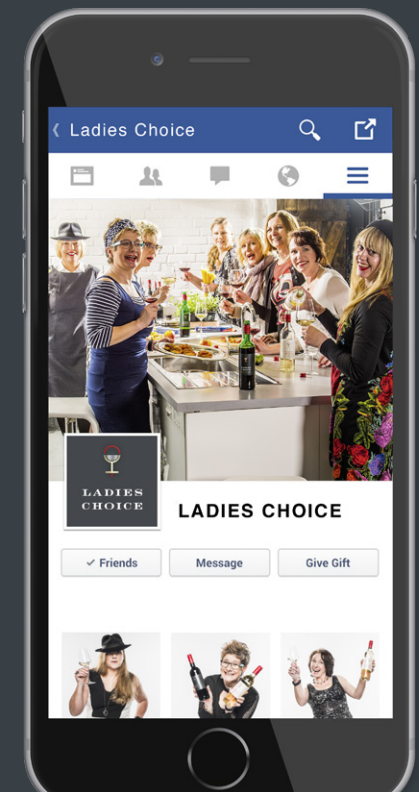 Ladies Choice
LADIES
CHOICE
LADIES CHOICE
Friends
Message
Give Gift